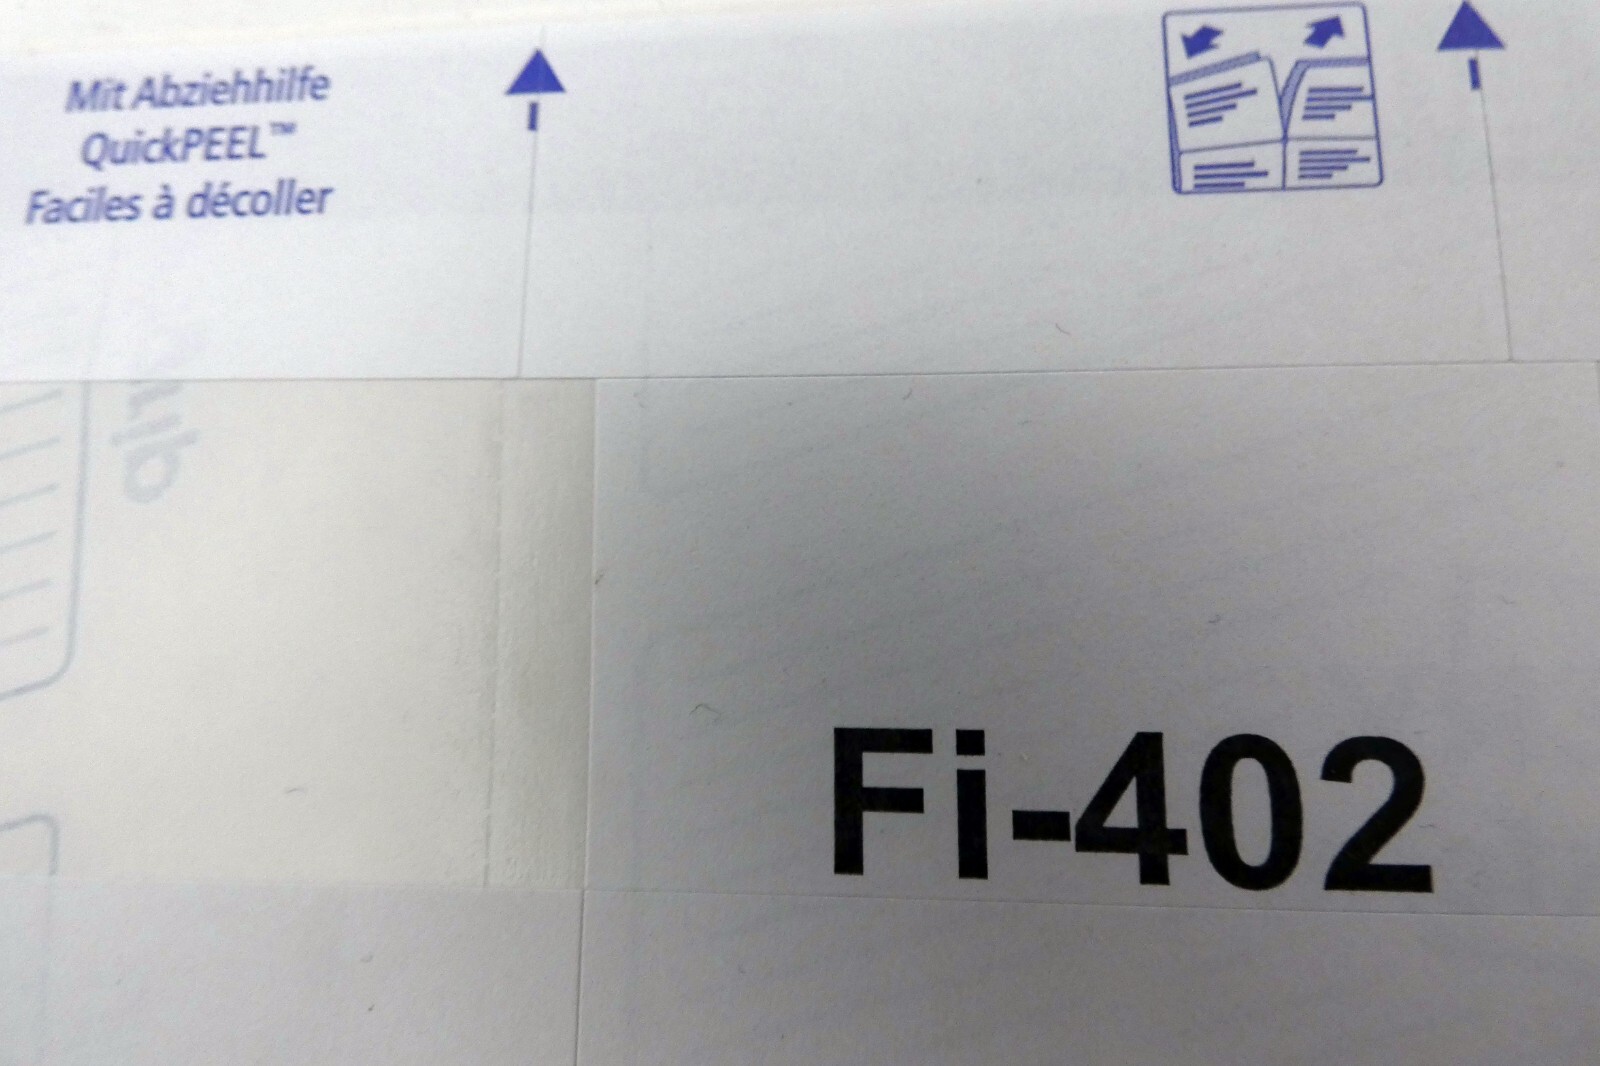 Mit Abziehhilfe
QuickPEEL™
Faciles à décoller
Fi-402